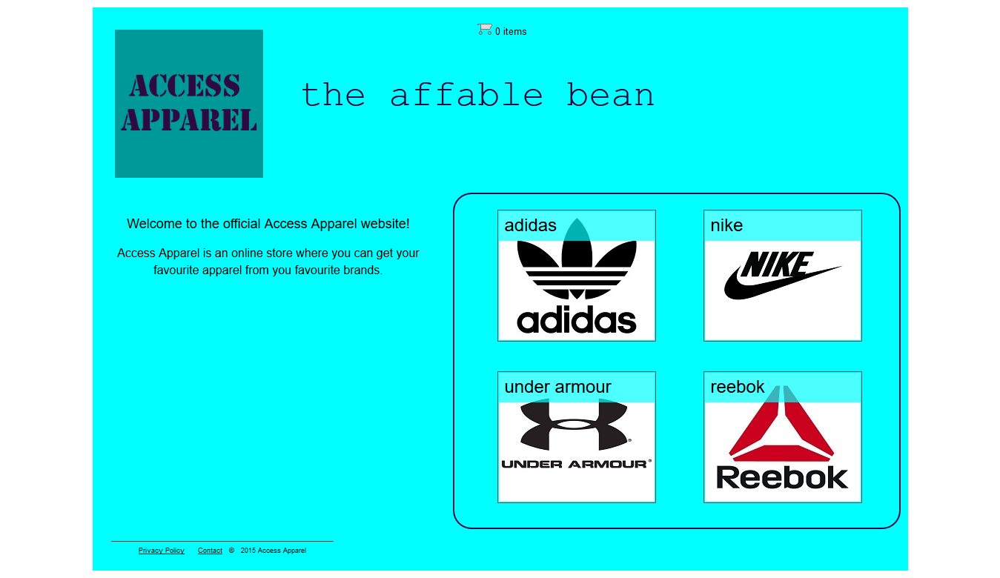 0 items
ACCESS
APPAREL
the affable bean
Welcome to the official Access Apparel website!
Access Apparel is an online store where you can get your
favourite apparel from you favourite brands.
adidas
adidas
nike
NIKE
under armour
UNDER ARMOUR®
reebok
Reebok
Privacy Policy Contact © 2015 Access Apparel